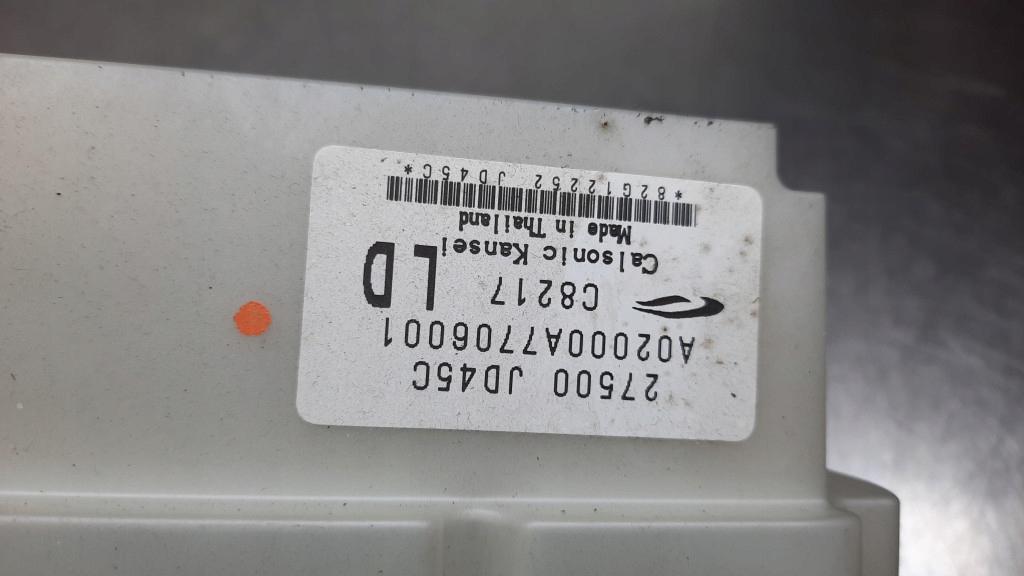 27500 JD45C
A02000A7706001
C8217 LD
Calsonic Kansei
Made in Thailand
*82G12252 JD45C*